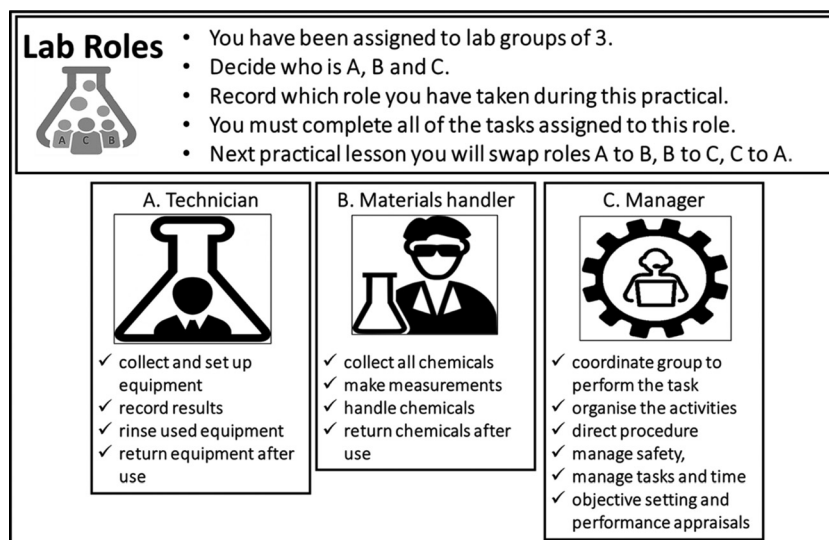 Lab Roles
A C B
• You have been assigned to lab groups of 3.
• Decide who is A, B and C.
• Record which role you have taken during this practical.
• You must complete all of the tasks assigned to this role.
• Next practical lesson you will swap roles A to B, B to C, C to A.
A. Technician
✓ collect and set up
equipment
✓ record results
✓ rinse used equipment
✓ return equipment after
use
B. Materials handler
✓ collect all chemicals
✓ make measurements
✓ handle chemicals
✓ return chemicals after
use
C. Manager
✓ coordinate group to
perform the task
✓ organise the activities
✓ direct procedure
✓ manage safety,
✓ manage tasks and time
✓ objective setting and
performance appraisals